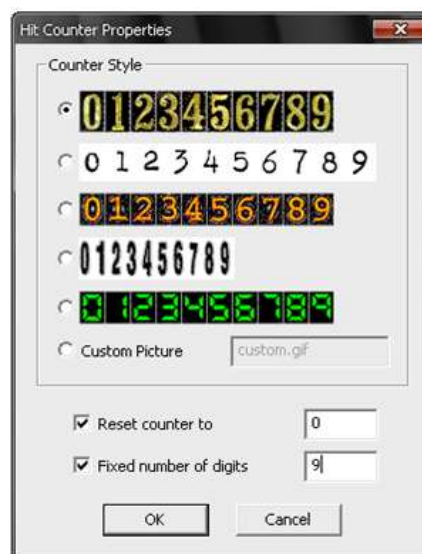 Hit Counter Properties
Counter Style
0123456789
0 1 2 3 4 5 6 7 8 9
0123456789
0123456789
0123456789
Custom Picture custom.gif
Reset counter to 0
Fixed number of digits 9
OK Cancel